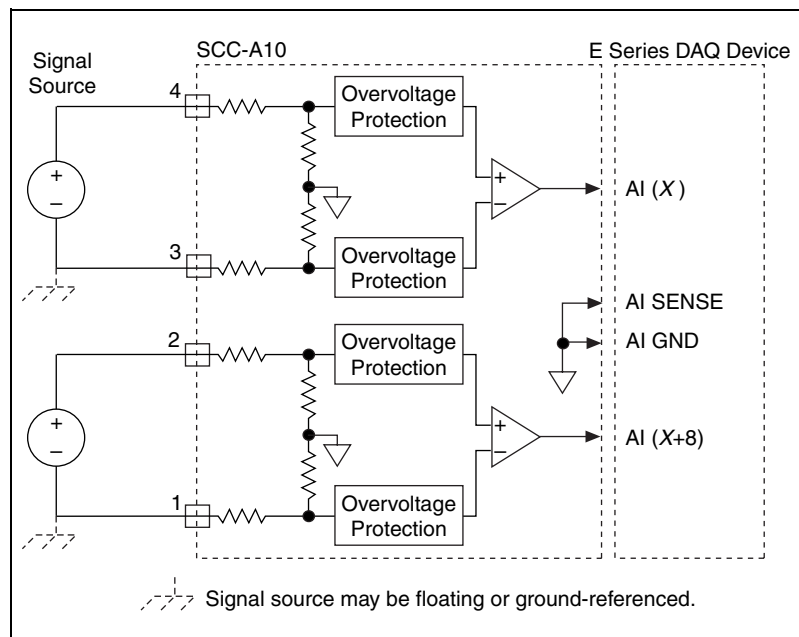 SCC-A10
E Series DAQ Device
Signal
Source
4
Overvoltage
Protection
+
−
+
−
AI (X)
3
Overvoltage
Protection
AI SENSE
2
Overvoltage
Protection
AI GND
+
−
+
−
AI (X+8)
1
Overvoltage
Protection
Signal source may be floating or ground-referenced.